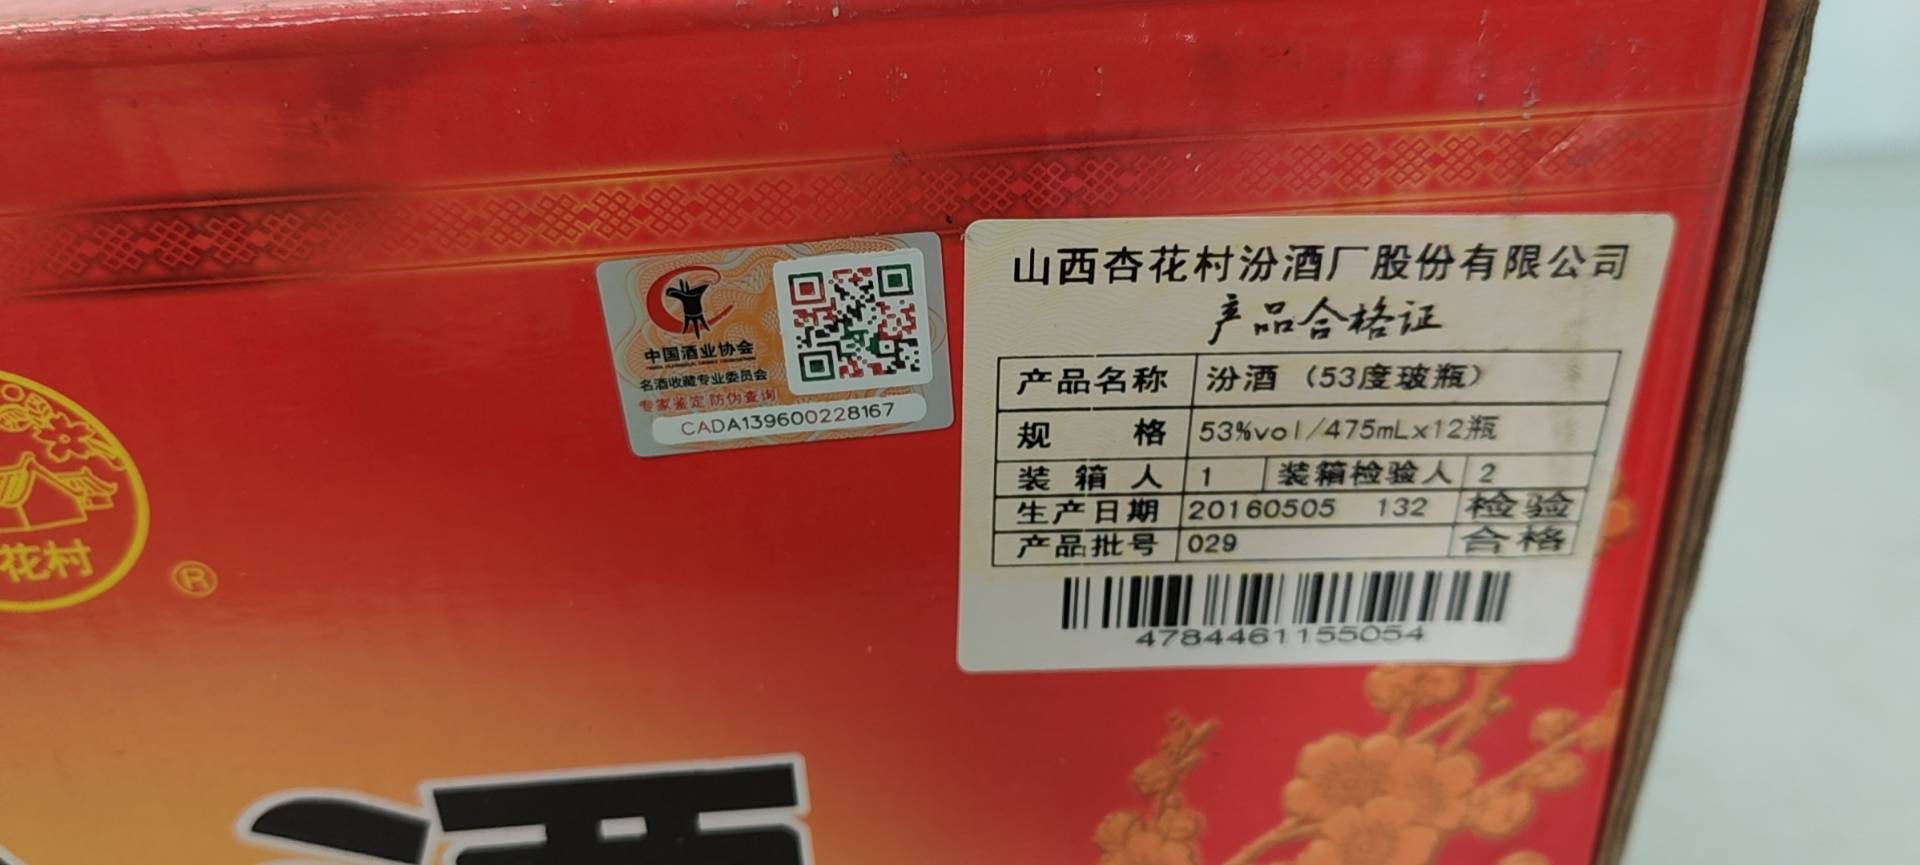 山西杏花村汾酒厂股份有限公司
产品合格证
产品名称 汾酒（53度玻瓶）
规 格 53%vol/475mLx12瓶
装箱人 1 装箱检验人 2
生产日期 20160505 132 检验
产品批号 029 合格
4784461155054
中国酒业协会
名酒收藏专业委员会
专家鉴定 防伪查询
CADA139600228167
花村
®
酒